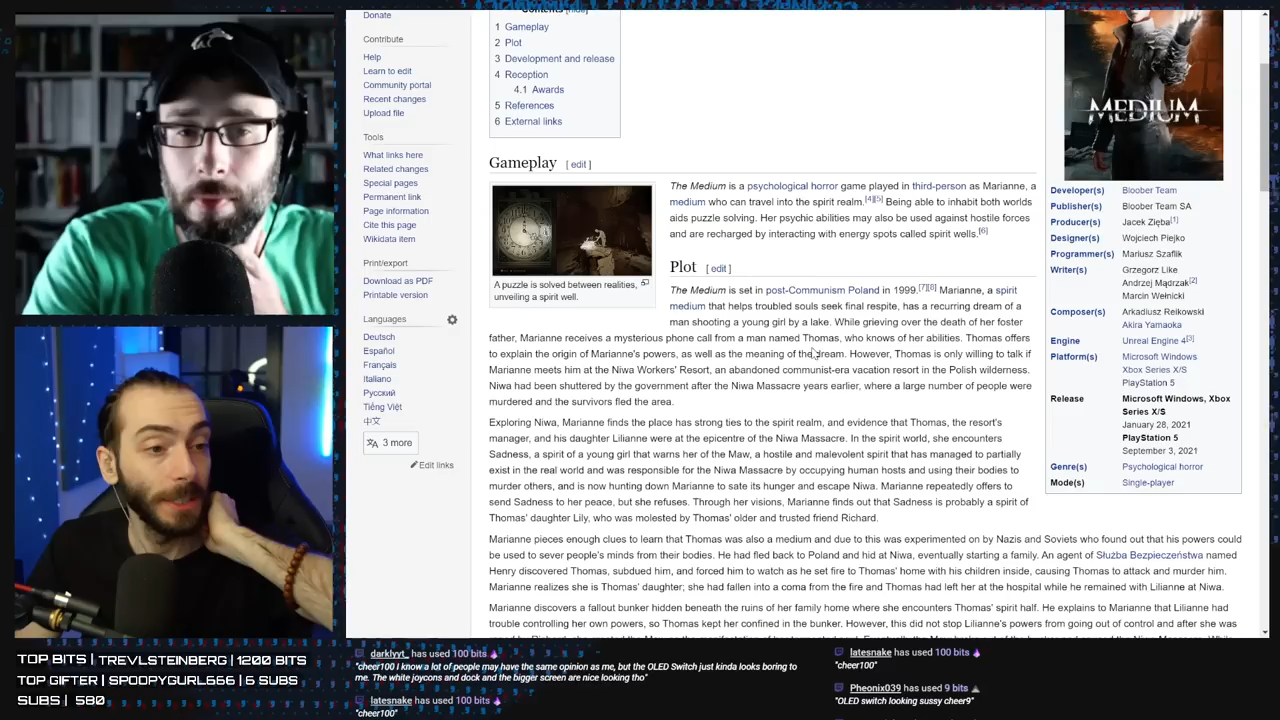 Donate
Contribute
Help
Learn to edit
Community portal
Recent changes
Upload file
Tools
What links here
Related changes
Special pages
Permanent link
Page information
Cite this page
Wikidata item
Print/export
Download as PDF
Printable version
Languages
Deutsch
Español
Français
Italiano
Русский
Tiếng Việt
中文
3 more
Edit links
Contents [hide]
1 Gameplay
2 Plot
3 Development and release
4 Reception
4.1 Awards
5 References
6 External links
Gameplay [ edit ]
A puzzle is solved between realities,
unveiling a spirit well.
The Medium is a psychological horror game played in third-person as Marianne, a
medium who can travel into the spirit realm.[4][5] Being able to inhabit both worlds
aids puzzle solving. Her psychic abilities may also be used against hostile forces
and are recharged by interacting with energy spots called spirit wells.[6]
Plot [ edit ]
The Medium is set in post-Communism Poland in 1999.[7][8] Marianne, a spirit
medium that helps troubled souls seek final respite, has a recurring dream of a
man shooting a young girl by a lake. While grieving over the death of her foster
father, Marianne receives a mysterious phone call from a man named Thomas, who knows of her abilities. Thomas offers
to explain the origin of Marianne's powers, as well as the meaning of the dream. However, Thomas is only willing to talk if
Marianne meets him at the Niwa Workers' Resort, an abandoned communist-era vacation resort in the Polish wilderness.
Niwa had been shuttered by the government after the Niwa Massacre years earlier, where a large number of people were
murdered and the survivors fled the area.
Exploring Niwa, Marianne finds the place has strong ties to the spirit realm, and evidence that Thomas, the resort's
manager, and his daughter Lilianne were at the epicentre of the Niwa Massacre. In the spirit world, she encounters
Sadness, a spirit of a young girl that warns her of the Maw, a hostile and malevolent spirit that has managed to partially
exist in the real world and was responsible for the Niwa Massacre by occupying human hosts and using their bodies to
murder others, and is now hunting down Marianne to sate its hunger and escape Niwa. Marianne repeatedly offers to
send Sadness to her peace, but she refuses. Through her visions, Marianne finds out that Sadness is probably a spirit of
Thomas' daughter Lily, who was molested by Thomas' older and trusted friend Richard.
Marianne pieces enough clues to learn that Thomas was also a medium and due to this was experimented on by Nazis and Soviets who found out that his powers could
be used to sever people's minds from their bodies. He had fled back to Poland and hid at Niwa, eventually starting a family. An agent of Służba Bezpieczeństwa named
Henry discovered Thomas, subdued him, and forced him to watch as he set fire to Thomas' home with his children inside, causing Thomas to attack and murder him.
Marianne realizes she is Thomas' daughter; she had fallen into a coma from the fire and Thomas had left her at the hospital while he remained with Lilianne at Niwa.
Marianne discovers a fallout bunker hidden beneath the ruins of her family home where she encounters Thomas' spirit half. He explains to Marianne that Lilianne had
trouble controlling her own powers, so Thomas kept her confined in the bunker. However, this did not stop Lilianne's powers from going out of control and after she was
MEDIUM
Developer(s) Bloober Team
Publisher(s) Bloober Team SA
Producer(s) Jacek Zięba[1]
Designer(s) Wojciech Piejko
Programmer(s) Mariusz Szaflik
Writer(s) Grzegorz Like
Andrzej Mądrzak[2]
Marcin Wełnicki
Composer(s) Arkadiusz Reikowski
Akira Yamaoka
Engine Unreal Engine 4[3]
Platform(s) Microsoft Windows
Xbox Series X/S
PlayStation 5
Release Microsoft Windows, Xbox
Series X/S
January 28, 2021
PlayStation 5
September 3, 2021
Genre(s) Psychological horror
Mode(s) Single-player
TOP BITS | TREVLSTEINBERG | 1200 BITS
TOP GIFTER | SPOOPYGURL666 | 6 SUBS
SUBS | 580
darklyvt_ has used 100 bits
"cheer100 I know a lot of people may have the same opinion as me, but the OLED Switch just kinda looks boring to
me. The white joycons and dock and the bigger screen are nice looking tho"
latesnake has used 100 bits
"cheer100"
latesnake has used 100 bits
"cheer100"
Pheonix039 has used 9 bits
"OLED switch looking sussy cheer9"